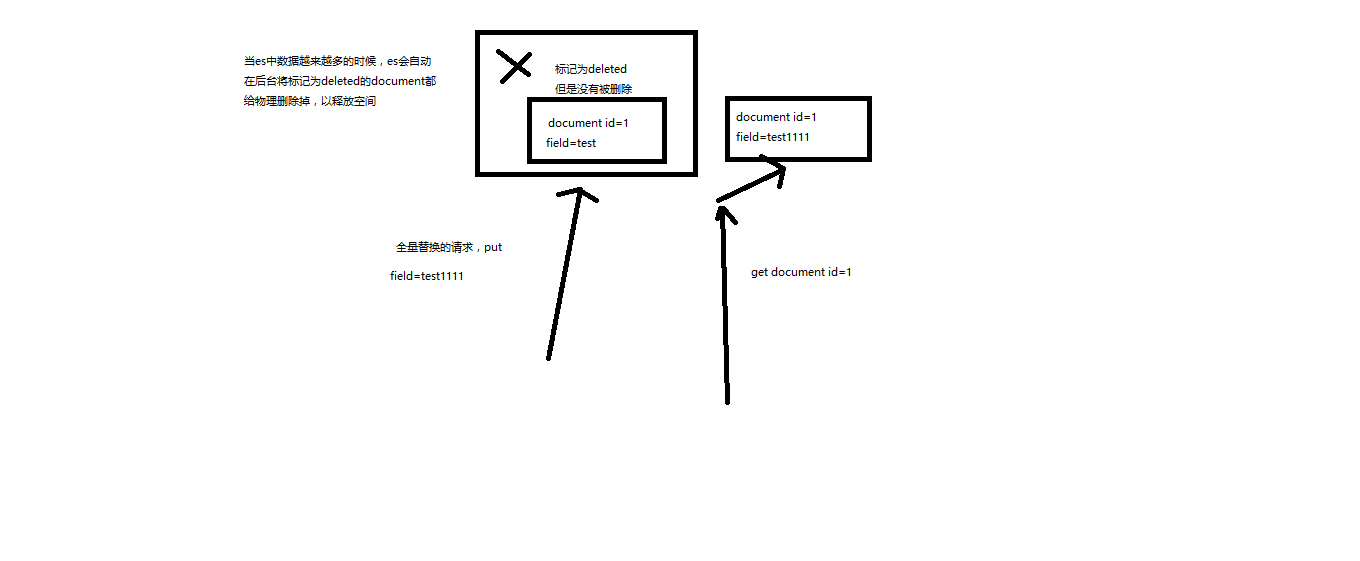 当es中数据越来越多的时候，es会自动
在后台将标记为deleted的document都
给物理删除掉，以释放空间
标记为deleted
但是没有被删除
document id=1
field=test
document id=1
field=test1111
全量替换的请求，put
field=test1111
get document id=1